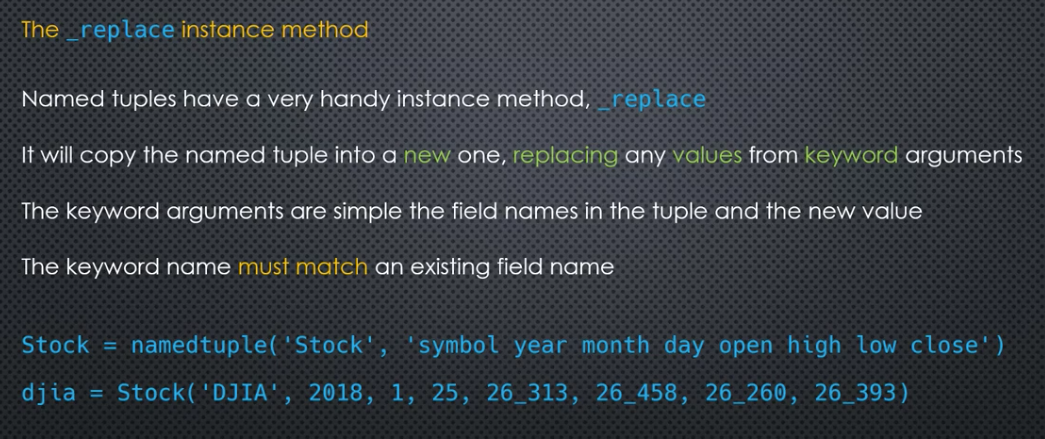 The _replace instance method
Named tuples have a very handy instance method, _replace
It will copy the named tuple into a new one, replacing any values from keyword arguments
The keyword arguments are simple the field names in the tuple and the new value
The keyword name must match an existing field name
Stock = namedtuple('Stock', 'symbol year month day open high low close')
djia = Stock('DJIA', 2018, 1, 25, 26_313, 26_458, 26_260, 26_393)